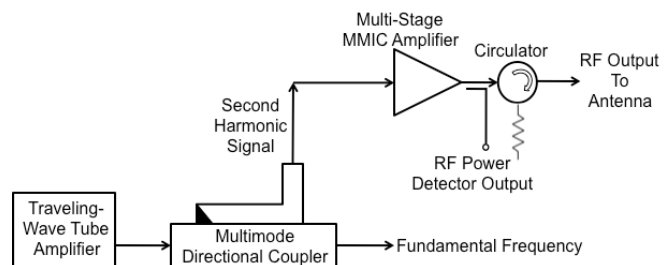 Multi-Stage
MMIC Amplifier
Circulator
RF Output
To
Antenna
Second
Harmonic
Signal
RF Power
Detector Output
Traveling-
Wave Tube
Amplifier
Multimode
Directional Coupler
Fundamental Frequency